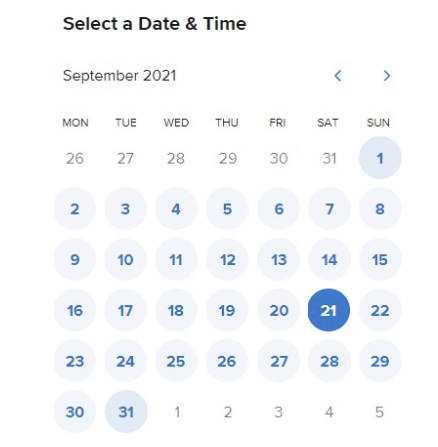 Select a Date & Time
September 2021
MON TUE WED THU FRI SAT SUN
26 27 28 29 30 31 1
2 3 4 5 6 7 8
9 10 11 12 13 14 15
16 17 18 19 20 21 22
23 24 25 26 27 28 29
30 31 1 2 3 4 5